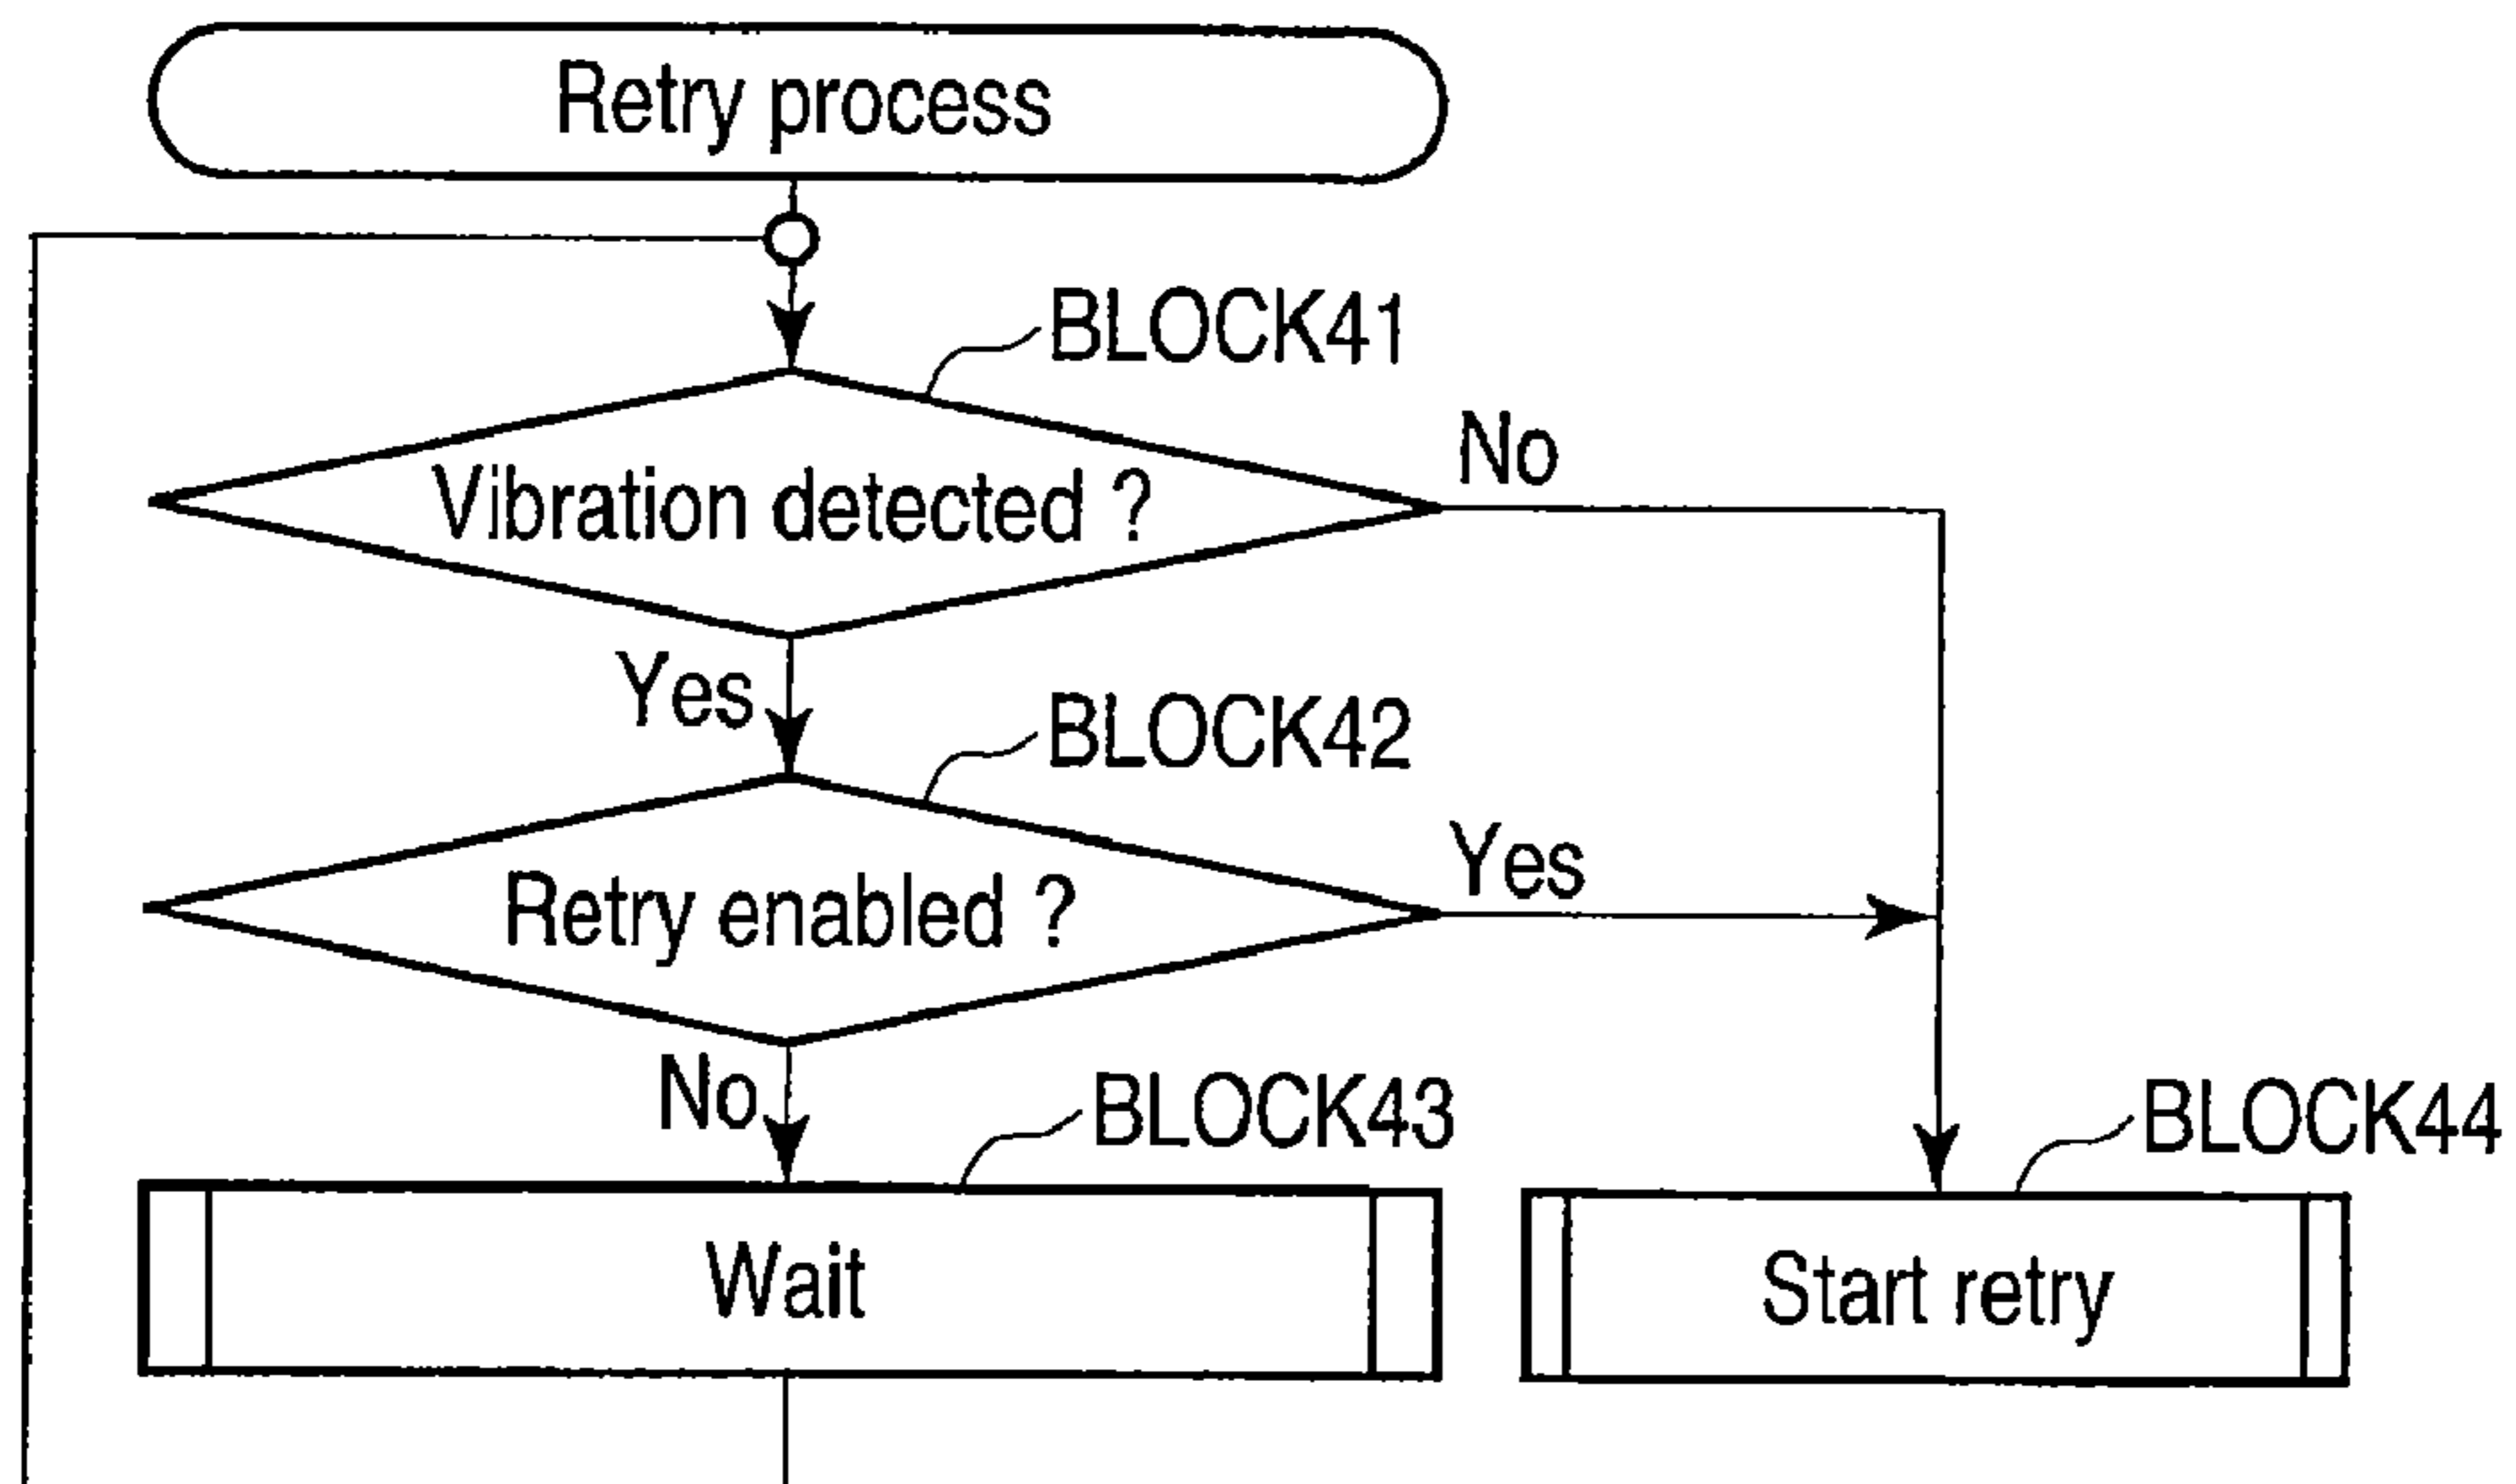 Retry process
BLOCK41
No
Vibration detected ?
Yes
BLOCK42
Yes
Retry enabled ?
No
BLOCK43
BLOCK44
Wait
Start retry